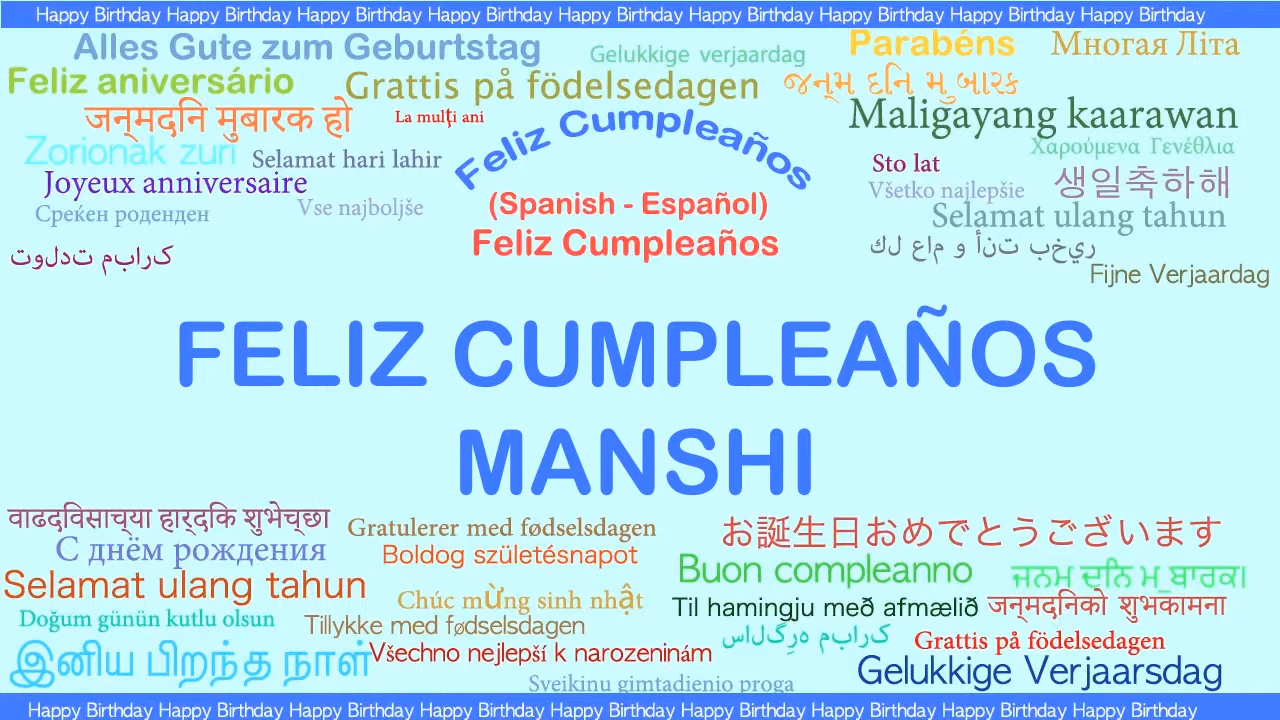 Happy Birthday Happy Birthday Happy Birthday Happy Birthday Happy Birthday Happy Birthday Happy Birthday Happy Birthday Happy Birthday
Alles Gute zum Geburtstag
Gelukkige verjaardag
Parabéns
Многая Літа
Feliz aniversário
Grattis på födelsedagen
જન્મ દિન મુબારક
Maligayang kaarawan
जन्मदिन मुबारक हो
La mulţi ani
Feliz Cumpleaños
Χαρούμενα Γενέθλια
Zorionak zuri
Selamat hari lahir
Sto lat
Joyeux anniversaire
Všetko najlepšie
생일축하해
Среќен роденден
Vse najboljše
(Spanish - Español)
Selamat ulang tahun
Feliz Cumpleaños
تولدت مبارک
كل عام و أنت بخير
Fijne Verjaardag
FELIZ CUMPLEAÑOS
MANSHI
वाढदिवसाच्या हार्दिक शुभेच्छा
Gratulerer med fødselsdagen
お誕生日おめでとうございます
С днём рождения
Boldog születésnapot
Buon compleanno
ਜਨਮ ਦਿਨ ਮੁਬਾਰਕ।
Selamat ulang tahun
Chúc mừng sinh nhật
Til hamingju með afmælið
जन्मदिनको शुभकामना
Doğum günün kutlu olsun
Tillykke med fødselsdagen
سالگرہ مبارک
Grattis på födelsedagen
இனிய பிறந்த நாள்
Všechno nejlepší k narozeninám
Gelukkige Verjaarsdag
Sveikinu gimtadienio proga
Happy Birthday Happy Birthday Happy Birthday Happy Birthday Happy Birthday Happy Birthday Happy Birthday Happy Birthday Happy Birthday